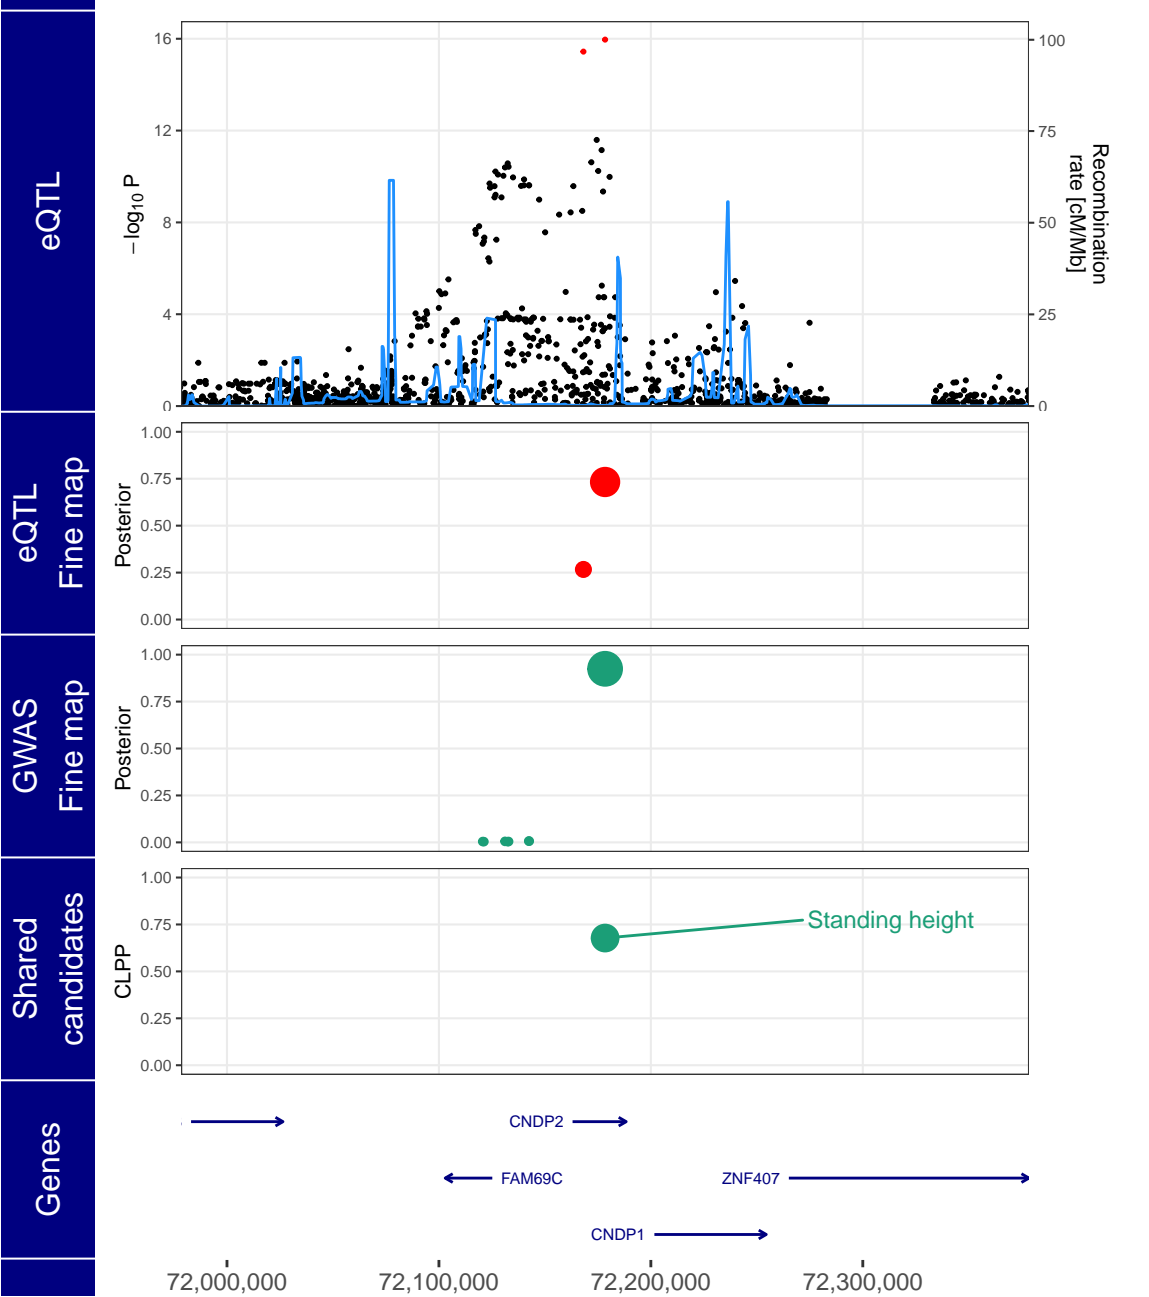 eQTL
−log10 P
16
12
8
4
0
100
75
50
25
0
Recombination
rate [cM/Mb]
eQTL
Fine map
Posterior
1.00
0.75
0.50
0.25
0.00
GWAS
Fine map
Posterior
1.00
0.75
0.50
0.25
0.00
Shared
candidates
CLPP
1.00
0.75
0.50
0.25
0.00
Standing height
Genes
CNDP2
FAM69C
ZNF407
CNDP1
72,000,000
72,100,000
72,200,000
72,300,000